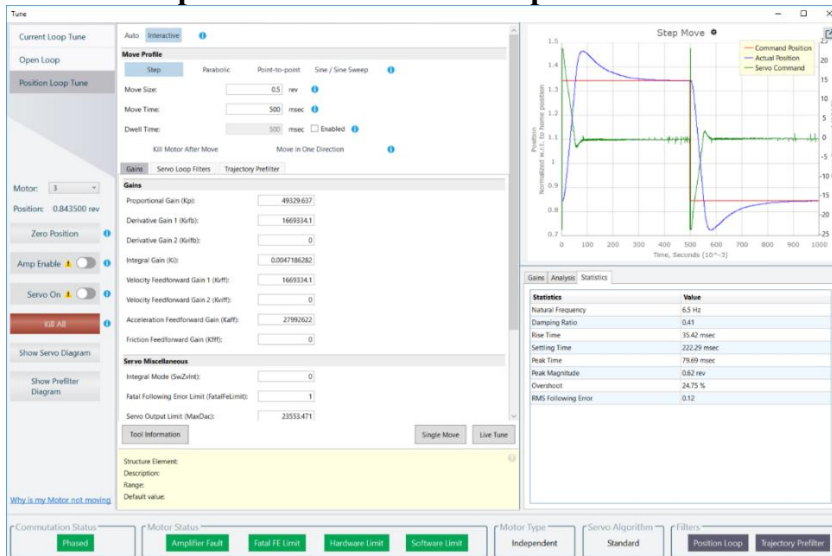 Tune
Current Loop Tune
Open Loop
Position Loop Tune
Motor: 3
Position: 0.843500 rev
Zero Position
Amp Enable
Servo On
Kill All
Show Servo Diagram
Show Prefilter
Diagram
Why is my Motor not moving
Auto Interactive
Move Profile
Step Parabolic Point-to-point Sine / Sine Sweep
Move Size: 0.5 rev
Move Time: 500 msec
Dwell Time: 500 msec Enabled
Kill Motor After Move Move in One Direction
Gains Servo Loop Filters Trajectory Prefilter
Gains
Proportional Gain (Kp): 49329.637
Derivative Gain 1 (Kvfb): 1669334.1
Derivative Gain 2 (Kvifb): 0
Integral Gain (Ki): 0.0047186282
Velocity Feedforward Gain 1 (Kvff): 1669334.1
Velocity Feedforward Gain 2 (Kviff): 0
Acceleration Feedforward Gain (Kaff): 27992622
Friction Feedforward Gain (Kfff): 0
Servo Miscellaneous
Integral Mode (SwZvInt): 0
Fatal Following Error Limit (FatalFeLimit): 1
Servo Output Limit (MaxDac): 23553.471
Tool Information Single Move Live Tune
Structure Element:
Description:
Range:
Default value:
Step Move
Command Position
Actual Position
Servo Command
Position
Normalized w.r.t. to home position
1.5
1.4
1.3
1.2
1.1
1
0.9
0.8
0.7
25
20
15
10
5
0
-5
-10
-15
-20
-25
0 100 200 300 400 500 600 700 800 900 1000
Time, Seconds (10^-3)
Gains Analysis Statistics
Statistics Value
Natural Frequency 6.5 Hz
Damping Ratio 0.41
Rise Time 35.42 msec
Settling Time 222.29 msec
Peak Time 79.69 msec
Peak Magnitude 0.62 rev
Overshoot 24.75 %
RMS Following Error 0.12
Commutation Status Motor Status Motor Type Servo Algorithm Filters
Phased Amplifier Fault Fatal FE Limit Hardware Limit Software Limit Independent Standard Position Loop Trajectory Prefilter